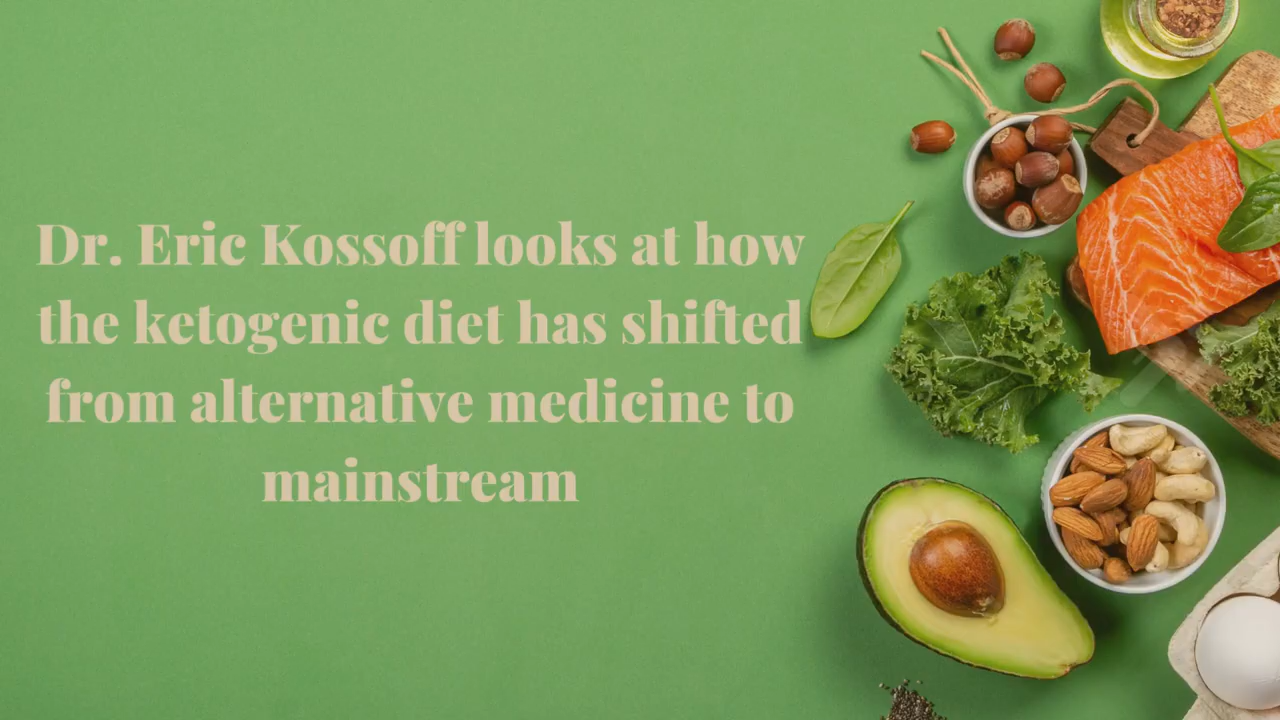 Dr. Eric Kossoff looks at how
the ketogenic diet has shifted
from alternative medicine to
mainstream